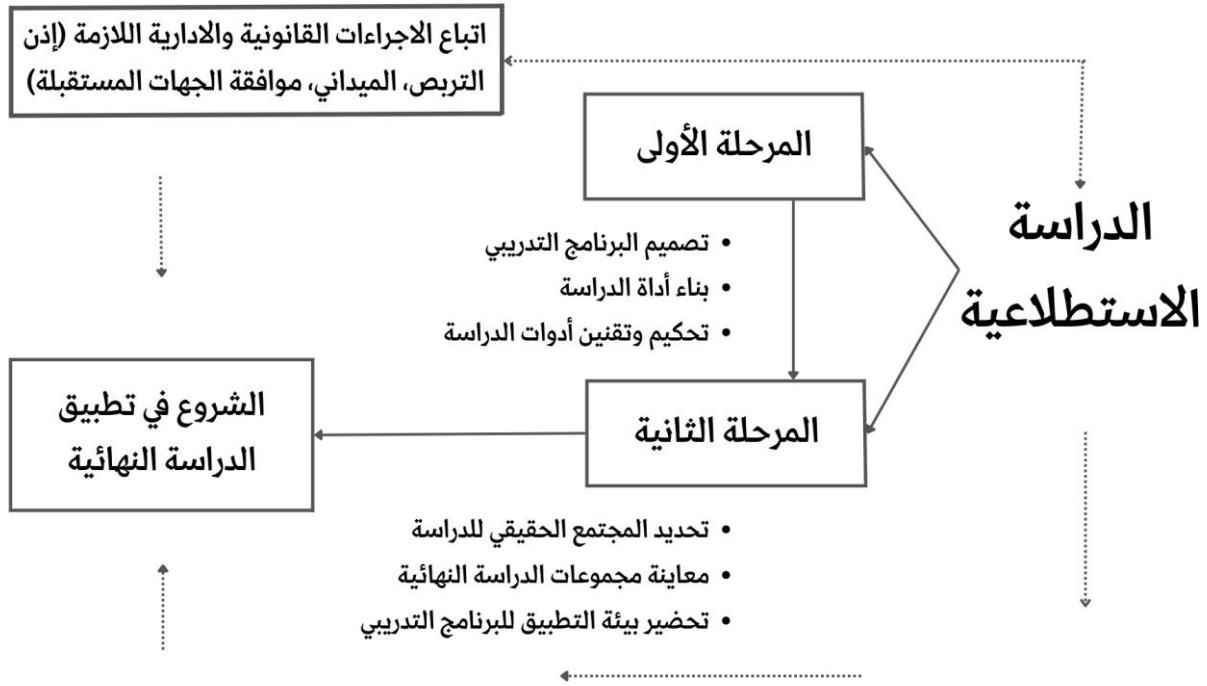 اتباع الاجراءات القانونية والادارية اللازمة (إذن
التربص، الميداني، موافقة الجهات المستقبلة)
المرحلة الأولى
الدراسة
الاستطلاعية
• تصميم البرنامج التدريبي
• بناء أداة الدراسة
• تحكيم وتقنين أدوات الدراسة
المرحلة الثانية
الشروع في تطبيق
الدراسة النهائية
• تحديد المجتمع الحقيقي للدراسة
• معاينة مجموعات الدراسة النهائية
• تحضير بيئة التطبيق للبرنامج التدريبي